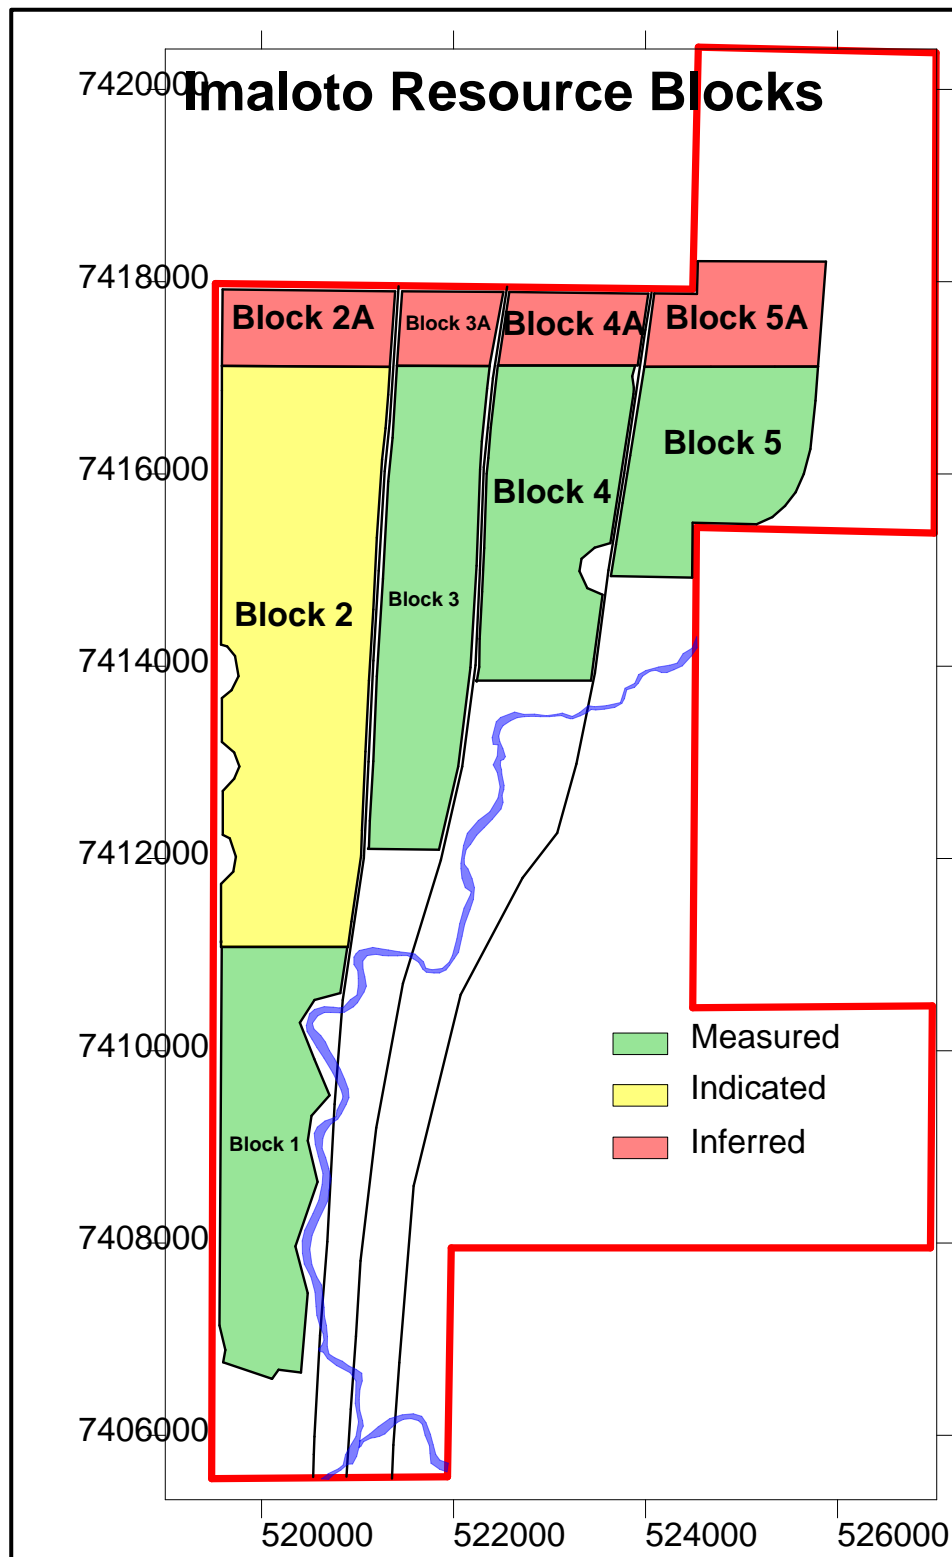 Imaloto Resource Blocks
7420000
7418000
Block 2A
Block 3A
Block 4A
Block 5A
7416000
Block 5
Block 4
Block 3
Block 2
7414000
7412000
7410000
Measured
Indicated
Inferred
Block 1
7408000
7406000
520000 522000 524000 526000